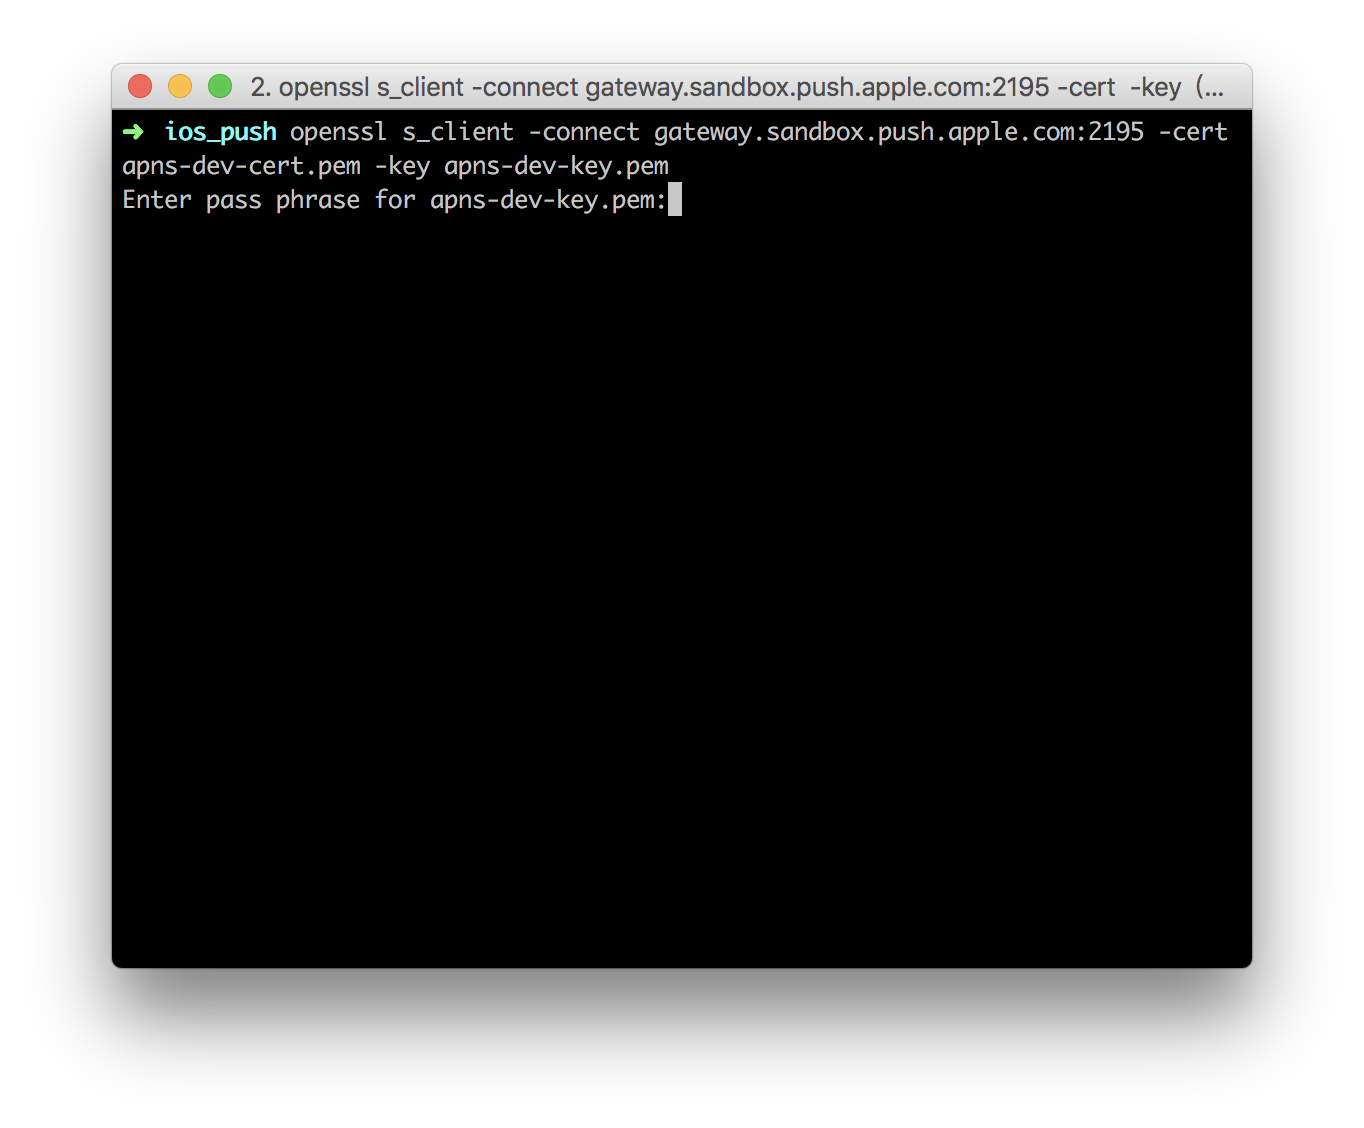 2. openssl s_client -connect gateway.sandbox.push.apple.com:2195 -cert  -key  (...
➜  ios_push openssl s_client -connect gateway.sandbox.push.apple.com:2195 -cert
apns-dev-cert.pem -key apns-dev-key.pem
Enter pass phrase for apns-dev-key.pem: